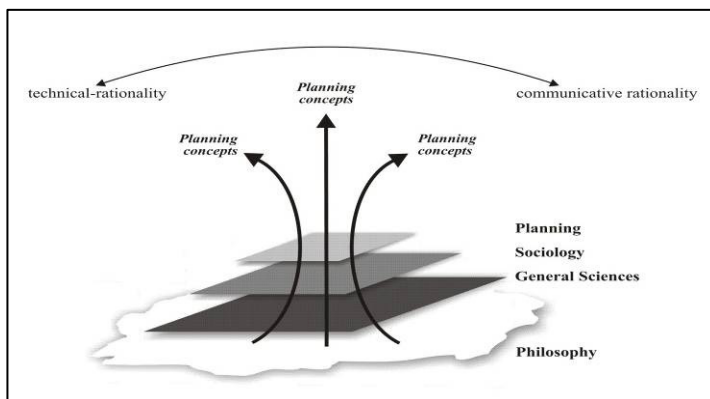 Planning
concepts
technical-rationality
communicative rationality
Planning
concepts
Planning
concepts
Planning
Sociology
General Sciences
Philosophy